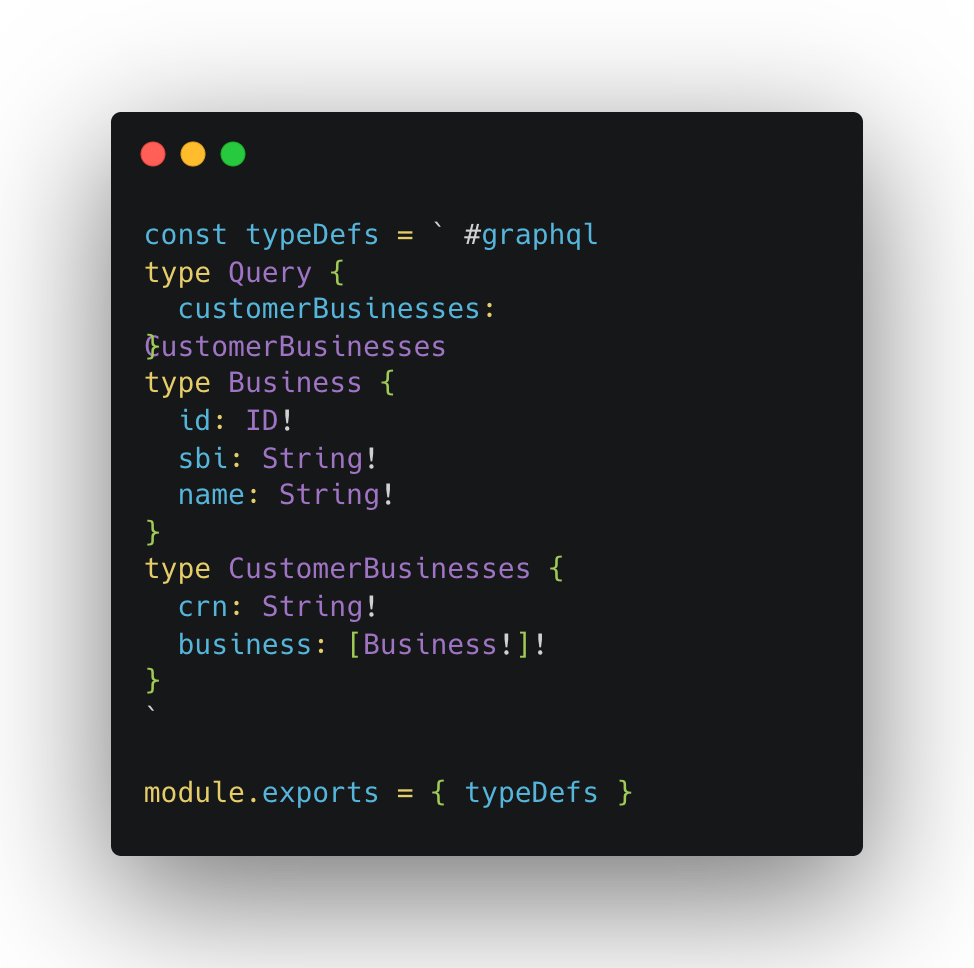 const typeDefs = ` #graphql
type Query {
  customerBusinesses:
CustomerBusinesses
}
type Business {
  id: ID!
  sbi: String!
  name: String!
}
type CustomerBusinesses {
  crn: String!
  business: [Business!]!
}
`
module.exports = { typeDefs }